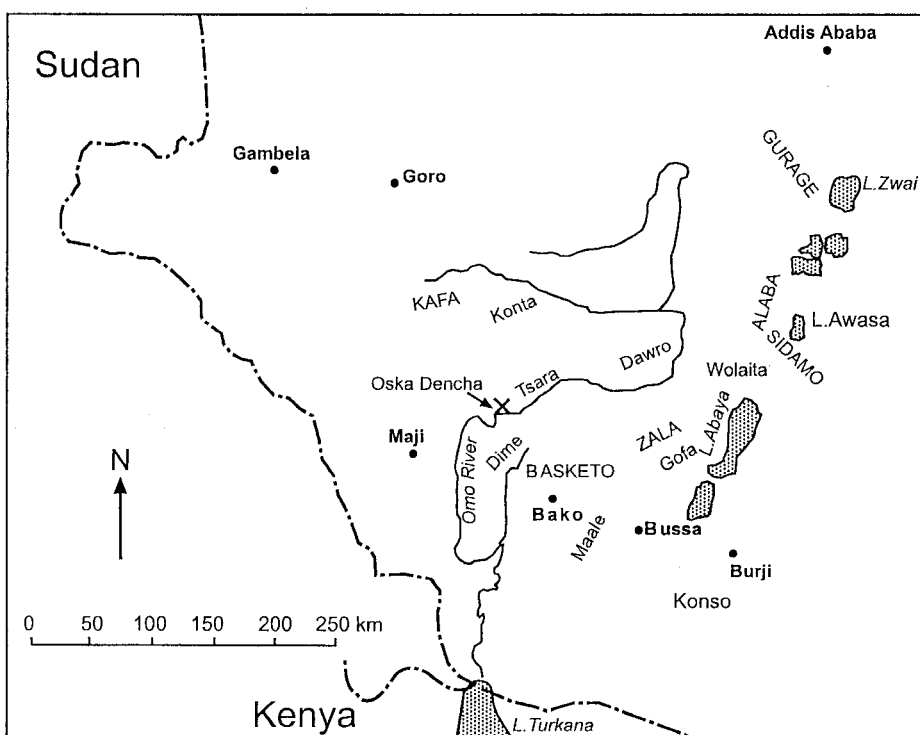 Addis Ababa
Sudan
Gambela
Goro
GURAGE
L.Zwai
KAFA
Konta
ALABA
L.Awasa
SIDAMO
Dawro
Wolaita
Oska Dencha
Tsara
L.Abaya
ZALA
Gofa
Maji
Dime
Omo River
N
BASKETO
Bako
Maale
Bussa
Burji
Konso
0 50 100 150 200 250 km
Kenya
L.Turkana